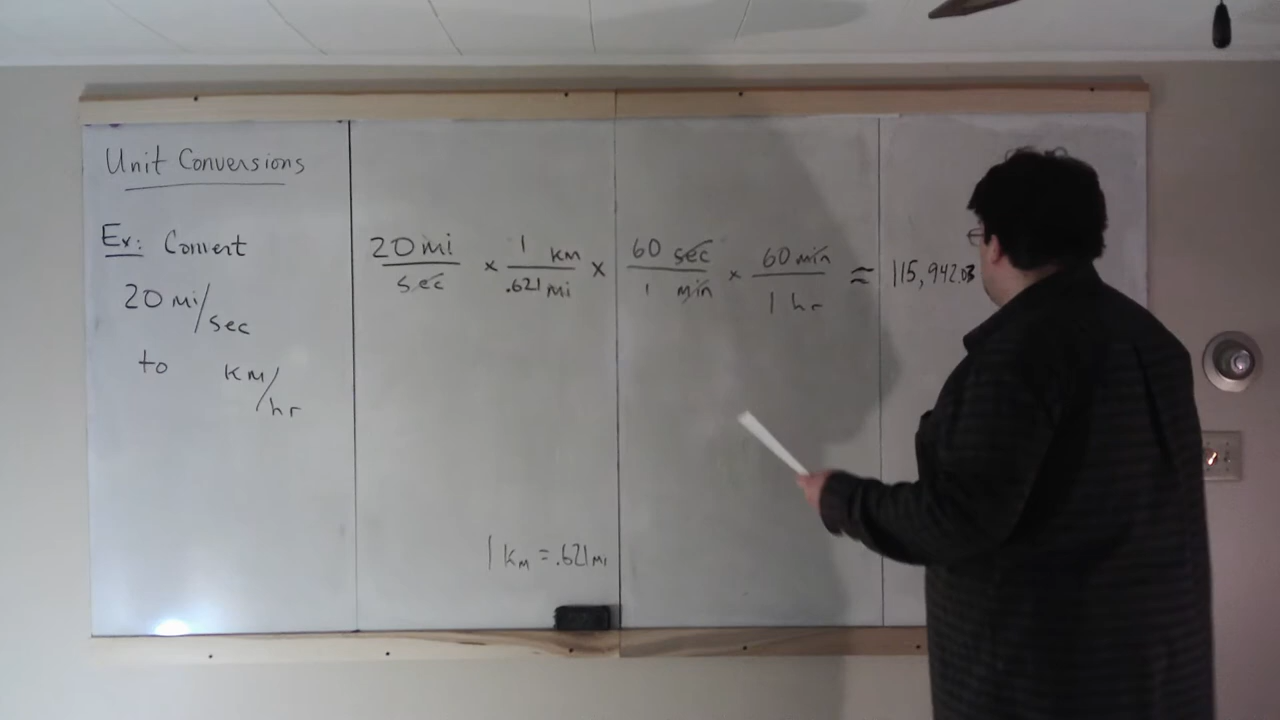 Unit Conversions
Ex: Convert
20 mi/sec
to km/hr
20 mi/sec × 1 km/.621 mi × 60 sec/1 min × 60 min/1 hr ≈ 115,942.03
1 km = .621 mi